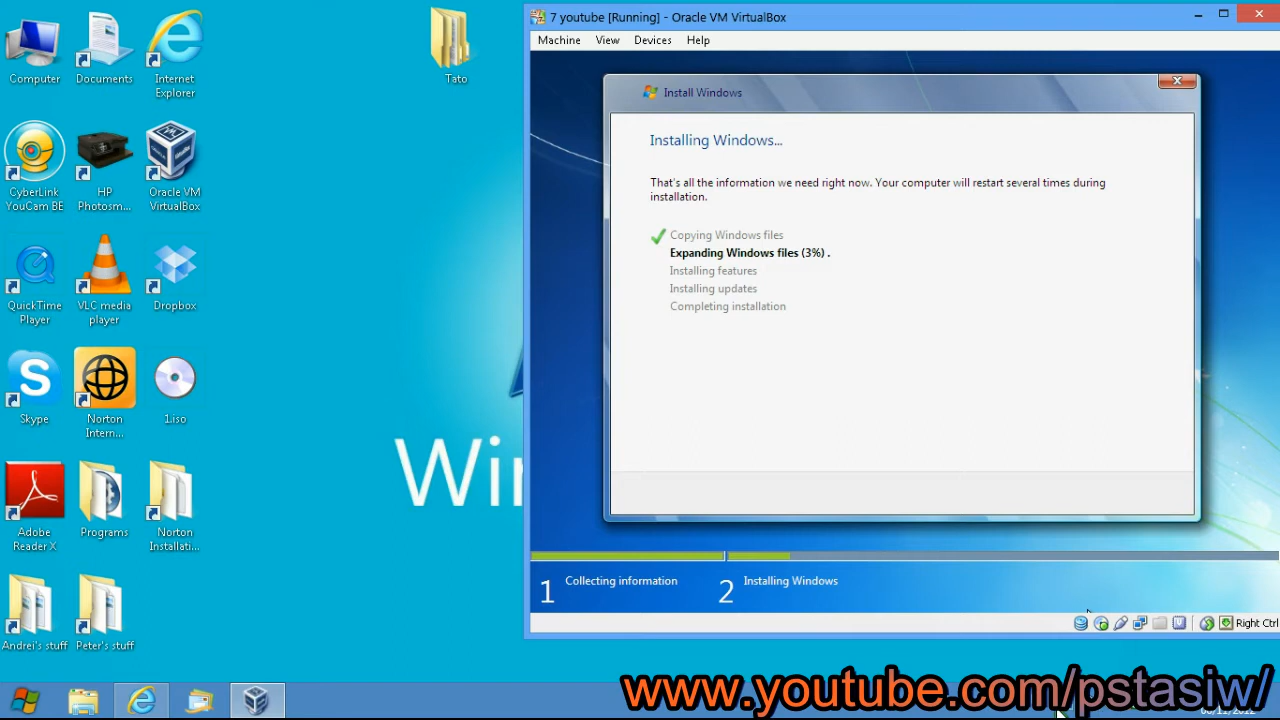 Computer
Documents
Internet
Explorer
Tato
CyberLink
YouCam BE
HP
Photosm...
Oracle VM
VirtualBox
QuickTime
Player
VLC media
player
Dropbox
Skype
Norton
Intern...
1.iso
Adobe
Reader X
Programs
Norton
Installati...
Andrei's stuff
Peter's stuff
Win
7 youtube [Running] - Oracle VM VirtualBox
Machine View Devices Help
Install Windows
Installing Windows...
That's all the information we need right now. Your computer will restart several times during
installation.
Copying Windows files
Expanding Windows files (3%) .
Installing features
Installing updates
Completing installation
1 Collecting information 2 Installing Windows
Right Ctrl
www.youtube.com/pstasiw/